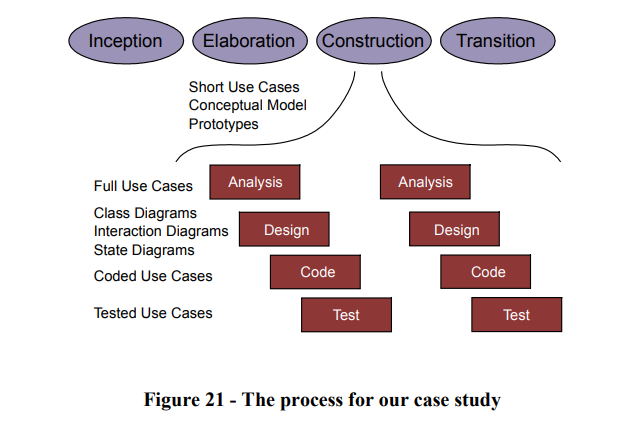 Inception
Elaboration
Construction
Transition
Short Use Cases
Conceptual Model
Prototypes
Full Use Cases
Analysis
Analysis
Class Diagrams
Interaction Diagrams
State Diagrams
Design
Design
Coded Use Cases
Code
Code
Tested Use Cases
Test
Test
Figure 21 - The process for our case study